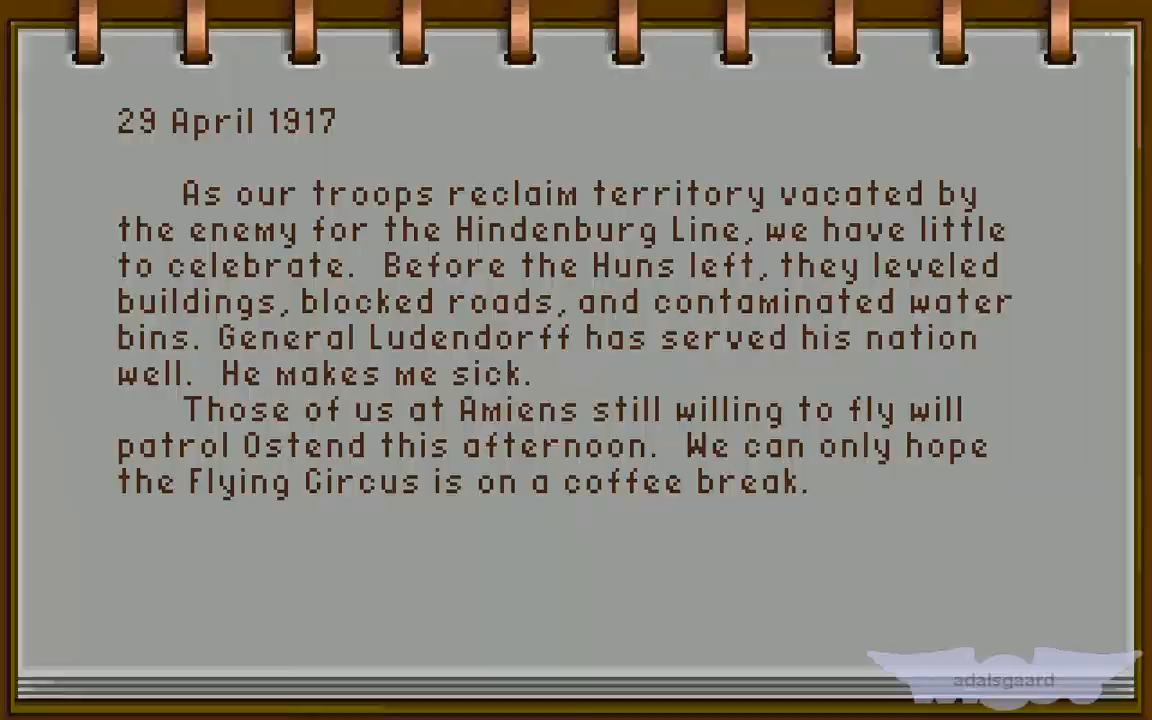 29 April 1917
As our troops reclaim territory vacated by
the enemy for the Hindenburg Line, we have little
to celebrate. Before the Huns left, they leveled
buildings, blocked roads, and contaminated water
bins. General Ludendorff has served his nation
well. He makes me sick.
Those of us at Amiens still willing to fly will
patrol Ostend this afternoon. We can only hope
the Flying Circus is on a coffee break.
adalsgaard